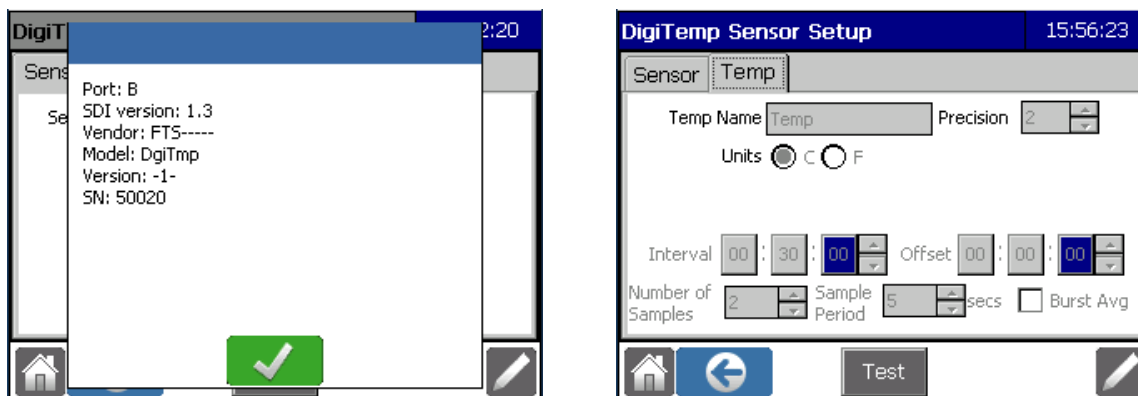 DigiT
2:20
Sens
Se
Port: B
SDI version: 1.3
Vendor: FTS-----
Model: DgiTmp
Version: -1-
SN: 50020
DigiTemp Sensor Setup 15:56:23
Sensor Temp
Temp Name Temp Precision 2
Units C F
Interval 00 : 30 : 00 Offset 00 : 00 : 00
Number of Samples 2 Sample Period 5 secs Burst Avg
Test